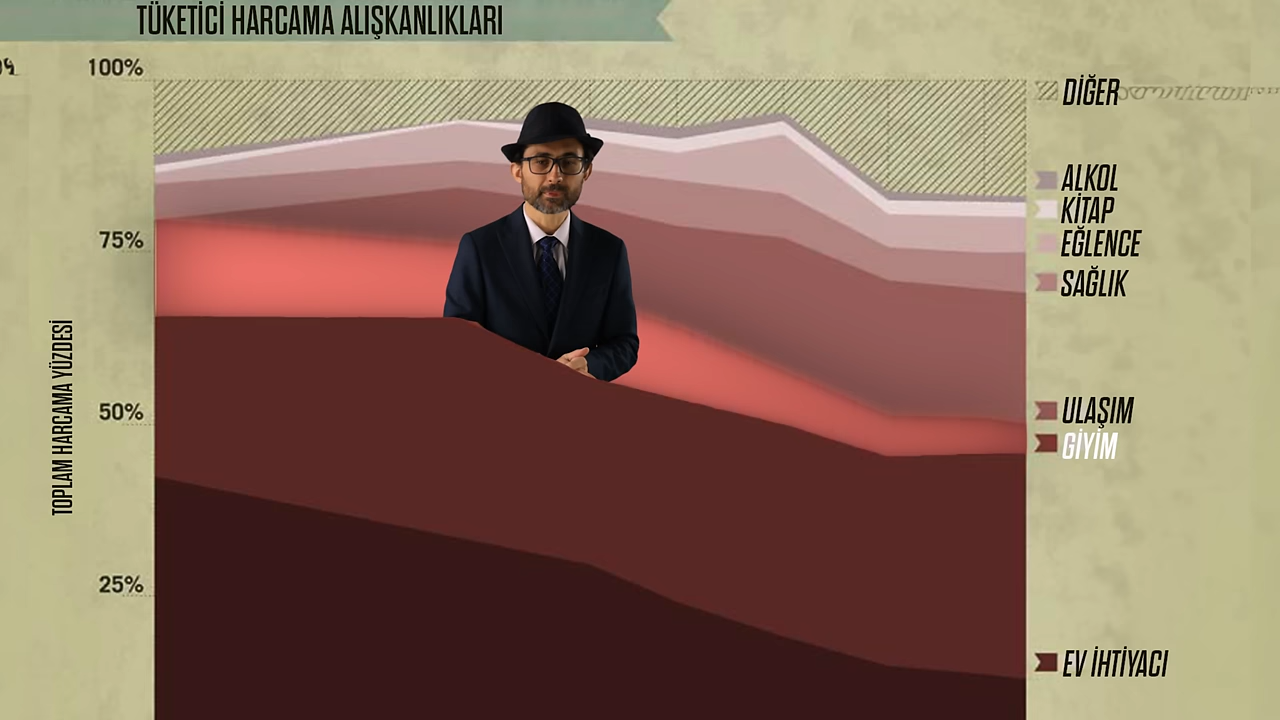 TÜKETİCİ HARCAMA ALIŞKANLIKLARI
100%
75%
50%
25%
TOPLAM HARCAMA YÜZDESİ
DİĞER
ALKOL
KİTAP
EĞLENCE
SAĞLIK
ULAŞIM
GİYİM
EV İHTİYACI